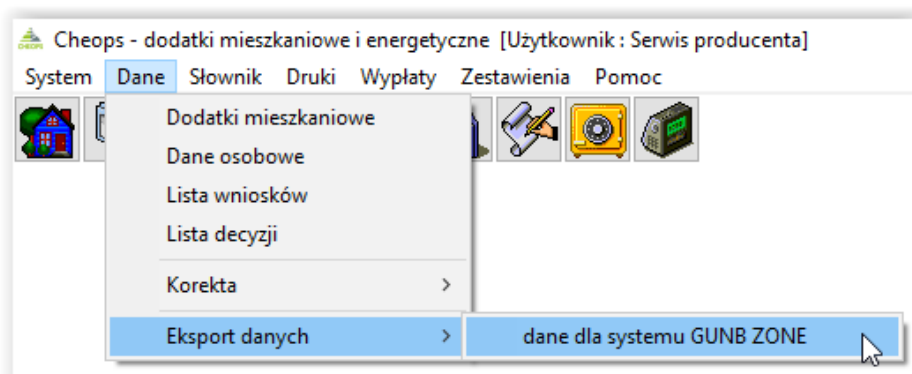 CHEOPS Cheops - dodatki mieszkaniowe i energetyczne [Użytkownik : Serwis producenta]
System Dane Słownik Druki Wypłaty Zestawienia Pomoc
Dodatki mieszkaniowe
Dane osobowe
Lista wniosków
Lista decyzji
Korekta >
Eksport danych >
dane dla systemu GUNB ZONE